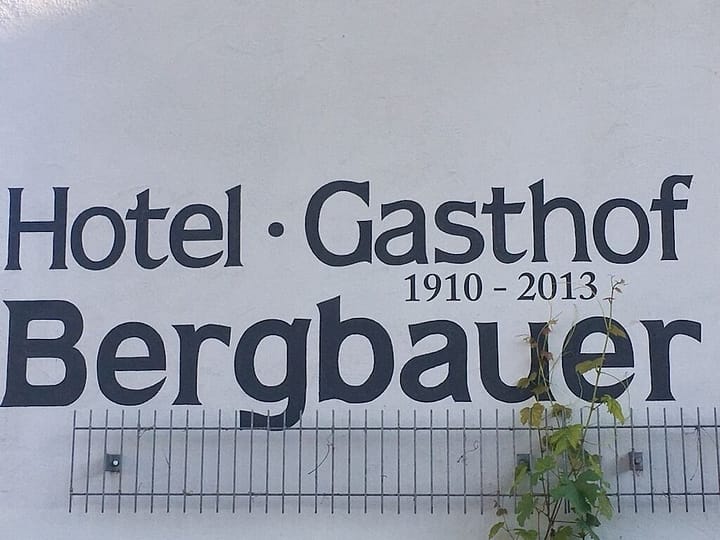 Hotel · Gasthof
1910 - 2013
Bergbauer